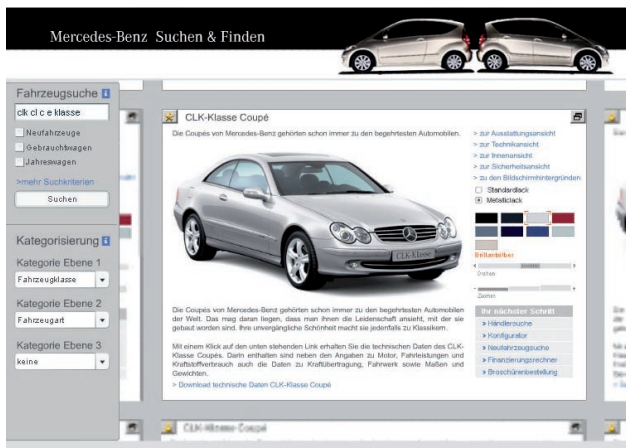 Mercedes-Benz Suchen & Finden
Fahrzeugsuche
clk cl c e klasse
Neufahrzeuge
Gebrauchtwagen
Jahreswagen
>mehr Suchkriterien
Suchen
Kategorisierung
Kategorie Ebene 1
Fahrzeugklasse
Kategorie Ebene 2
Fahrzeugart
Kategorie Ebene 3
keine
CLK-Klasse Coupé
Die Coupés von Mercedes-Benz gehörten schon immer zu den begehrtesten Automobilen.
CLK-Klasse
Die Coupés von Mercedes-Benz gehörten schon immer zu den begehrtesten Automobilen
der Welt. Das mag daran liegen, dass man ihnen die Leidenschaft ansieht, mit der sie
gebaut worden sind. Ihre unvergängliche Schönheit macht sie jedenfalls zu Klassikern.
Mit einem Klick auf den unten stehenden Link erhalten Sie die technischen Daten des CLK-
Klasse Coupés. Darin enthalten sind neben den Angaben zu Motor, Fahrleistungen und
Kraftstoffverbrauch auch die Daten zu Kraftübertragung, Fahrwerk sowie Maßen und
Gewichten.
> Download technische Daten CLK-Klasse Coupé
> zur Ausstattungsansicht
> zur Technikansicht
> zur Innenansicht
> zur Sicherheitsansicht
> zu den Bildschirmhintergründen
Standardlack
Metalliclack
Brillantsilber
Drehen
Zoomen
Ihr nächster Schritt
» Händlersuche
» Konfigurator
» Neufahrzeugsuche
» Finanzierungsrechner
» Broschürenbestellung
CLK-Klasse Coupé